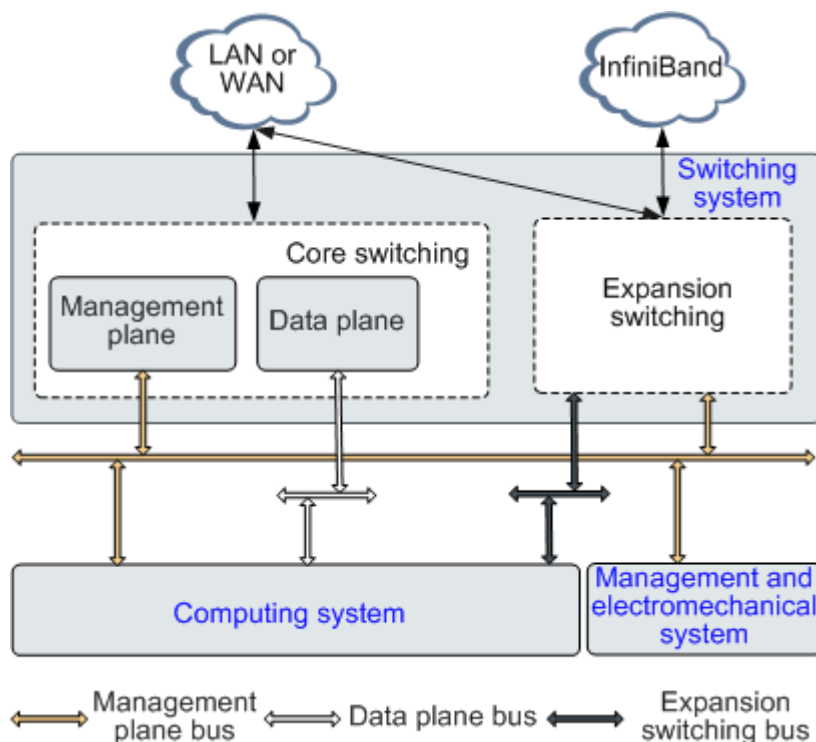 LAN or
WAN
InfiniBand
Switching
system
Core switching
Management
plane
Data plane
Expansion
switching
Computing system
Management and
electromechanical
system
Management
plane bus
Data plane bus
Expansion
switching bus